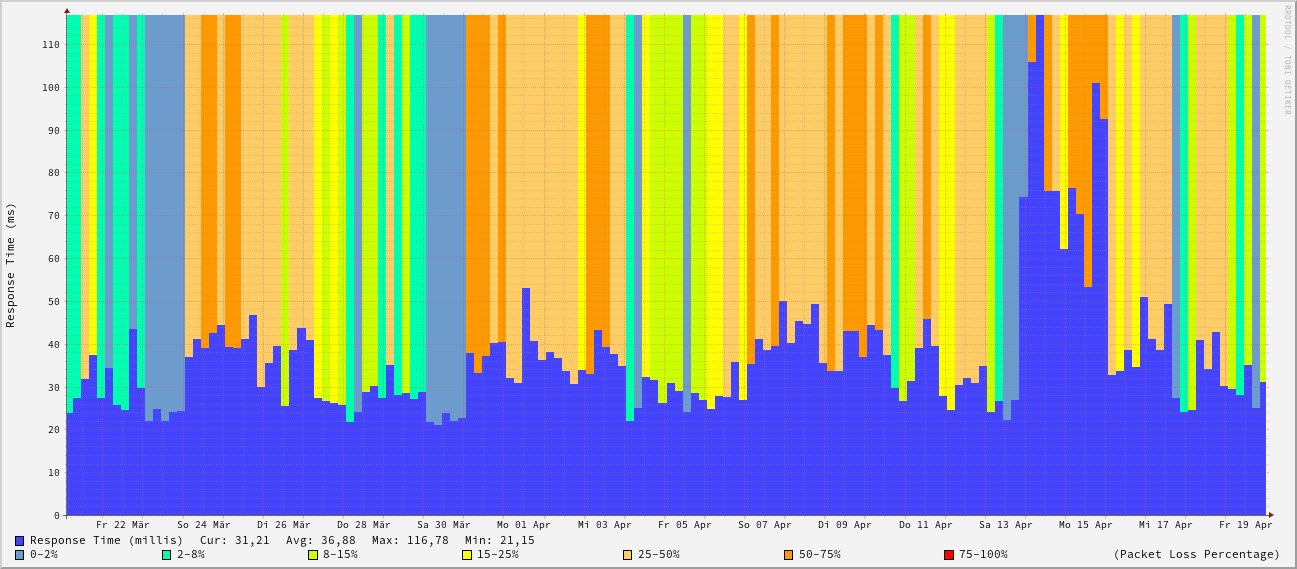 RRDTOOL / TOBI OETIKER
Response Time (ms)
110
100
90
80
70
60
50
40
30
20
10
0
Fr 22 Mär So 24 Mär Di 26 Mär Do 28 Mär Sa 30 Mär Mo 01 Apr Mi 03 Apr Fr 05 Apr So 07 Apr Di 09 Apr Do 11 Apr Sa 13 Apr Mo 15 Apr Mi 17 Apr Fr 19 Apr
Response Time (millis) Cur: 31,21 Avg: 36,88 Max: 116,78 Min: 21,15
0-2% 2-8% 8-15% 15-25% 25-50% 50-75% 75-100% (Packet Loss Percentage)